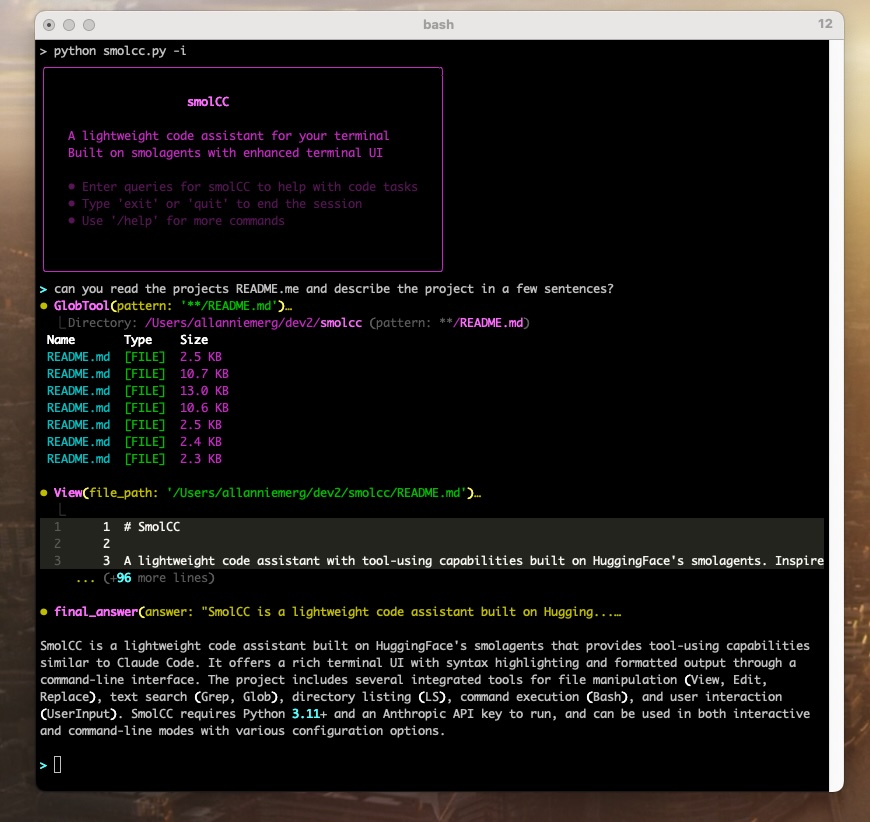 bash
12
> python smolcc.py -i
smolCC
A lightweight code assistant for your terminal
Built on smolagents with enhanced terminal UI
● Enter queries for smolCC to help with code tasks
● Type 'exit' or 'quit' to end the session
● Use '/help' for more commands
> can you read the projects README.me and describe the project in a few sentences?
● GlobTool(pattern: '**/README.md')…
⎿Directory: /Users/allanniemerg/dev2/smolcc (pattern: **/README.md)
Name Type Size
README.md [FILE] 2.5 KB
README.md [FILE] 10.7 KB
README.md [FILE] 13.0 KB
README.md [FILE] 10.6 KB
README.md [FILE] 2.5 KB
README.md [FILE] 2.4 KB
README.md [FILE] 2.3 KB
● View(file_path: '/Users/allanniemerg/dev2/smolcc/README.md')…
⎿
1 1 # SmolCC
2 2
3 3 A lightweight code assistant with tool-using capabilities built on HuggingFace's smolagents. Inspire
... (+96 more lines)
● final_answer(answer: "SmolCC is a lightweight code assistant built on Hugging...…
SmolCC is a lightweight code assistant built on HuggingFace's smolagents that provides tool-using capabilities
similar to Claude Code. It offers a rich terminal UI with syntax highlighting and formatted output through a
command-line interface. The project includes several integrated tools for file manipulation (View, Edit,
Replace), text search (Grep, Glob), directory listing (LS), command execution (Bash), and user interaction
(UserInput). SmolCC requires Python 3.11+ and an Anthropic API key to run, and can be used in both interactive
and command-line modes with various configuration options.
>